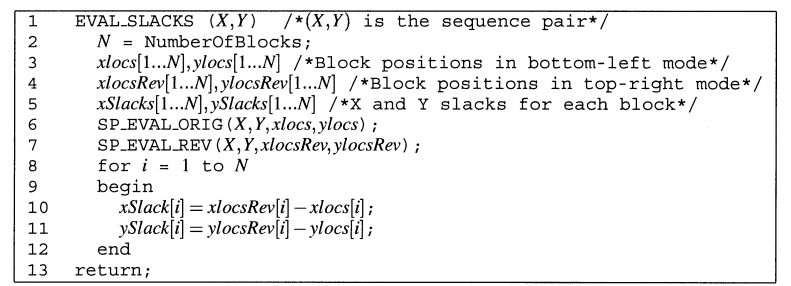 1 EVAL_SLACKS (X,Y) /*(X,Y) is the sequence pair*/
2 N = NumberOfBlocks;
3 xlocs[1...N],ylocs[1...N] /*Block positions in bottom-left mode*/
4 xlocsRev[1...N],ylocsRev[1...N] /*Block positions in top-right mode*/
5 xSlacks[1...N],ySlacks[1...N] /*X and Y slacks for each block*/
6 SP_EVAL_ORIG(X,Y,xlocs,ylocs);
7 SP_EVAL_REV(X,Y,xlocsRev,ylocsRev);
8 for i = 1 to N
9 begin
10 xSlack[i] = xlocsRev[i] − xlocs[i];
11 ySlack[i] = ylocsRev[i] − ylocs[i];
12 end
13 return;